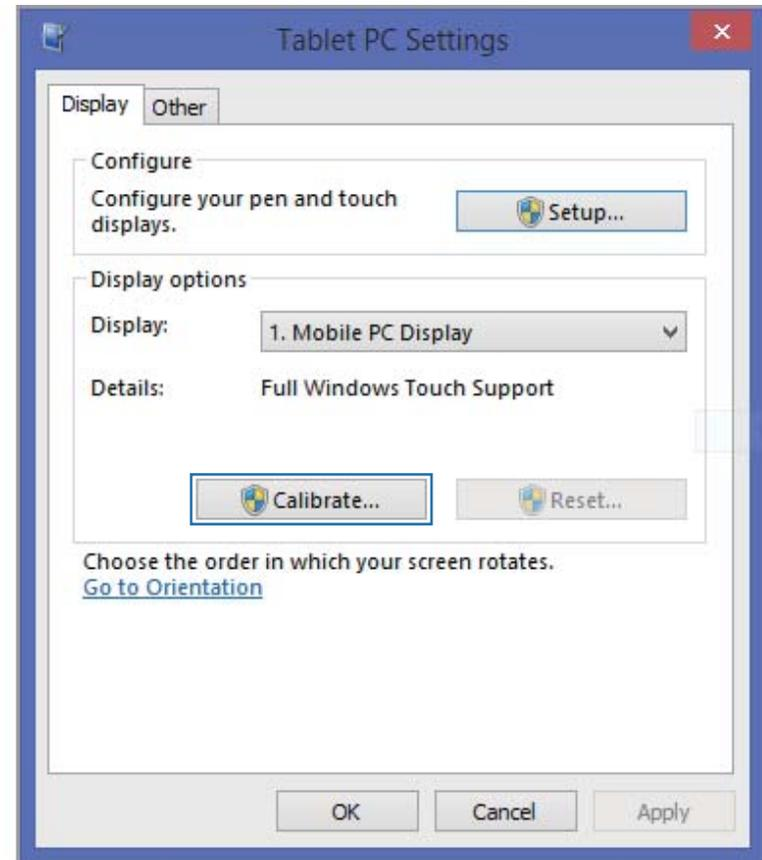 Tablet PC Settings
Display Other
Configure
Configure your pen and touch
displays.
Setup...
Display options
Display:
1. Mobile PC Display
Details:
Full Windows Touch Support
Calibrate...
Reset...
Choose the order in which your screen rotates.
Go to Orientation
OK Cancel Apply